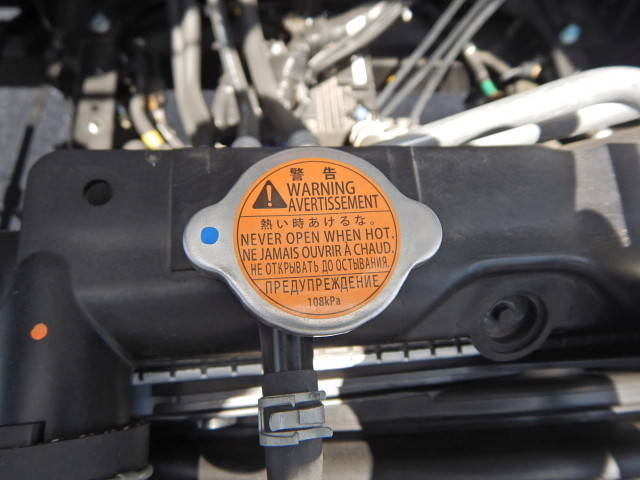 警告
WARNING
AVERTISSEMENT
熱い時あけるな。
NEVER OPEN WHEN HOT.
NE JAMAIS OUVRIR À CHAUD.
НЕ ОТКРЫВАТЬ ДО ОСТЫВАНИЯ.
ПРЕДУПРЕЖДЕНИЕ
108kPa